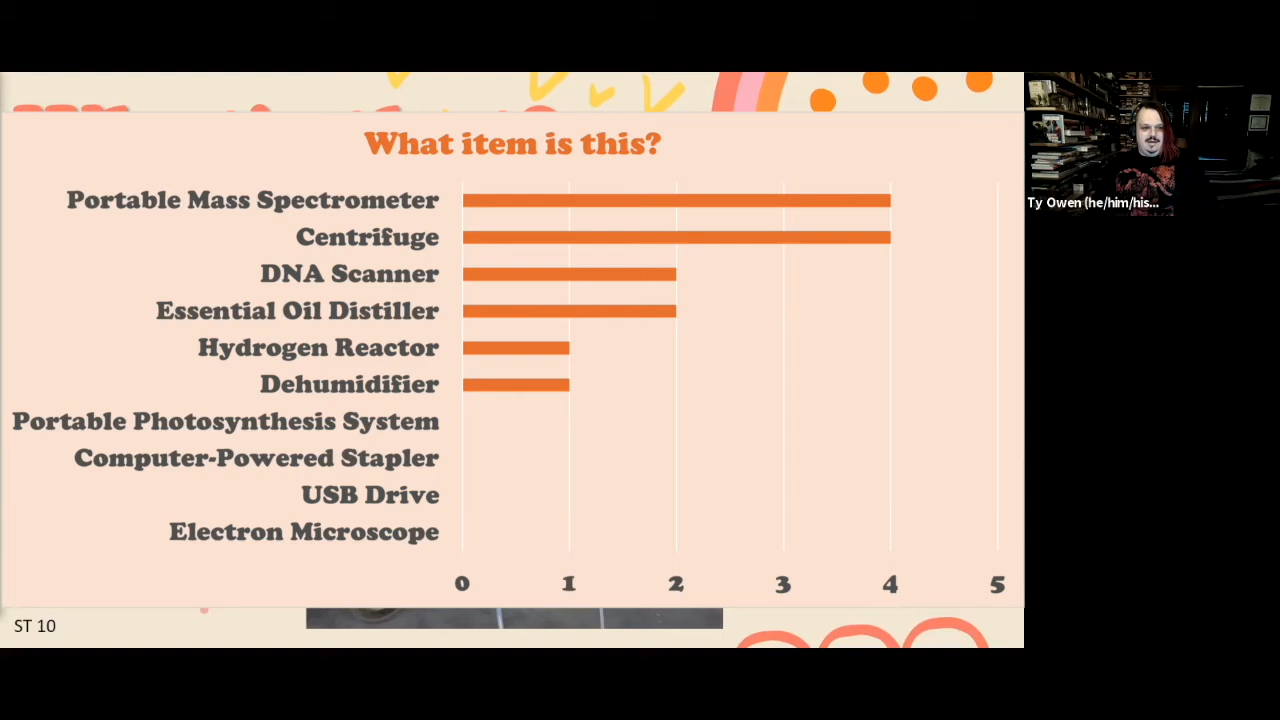 What item is this?
Portable Mass Spectrometer
Centrifuge
DNA Scanner
Essential Oil Distiller
Hydrogen Reactor
Dehumidifier
Portable Photosynthesis System
Computer-Powered Stapler
USB Drive
Electron Microscope
0 1 2 3 4 5
ST 10
Ty Owen (he/him/his...